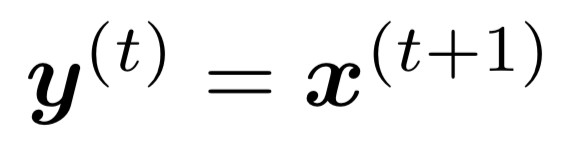 𝒚^(t) = 𝒙^(t+1)